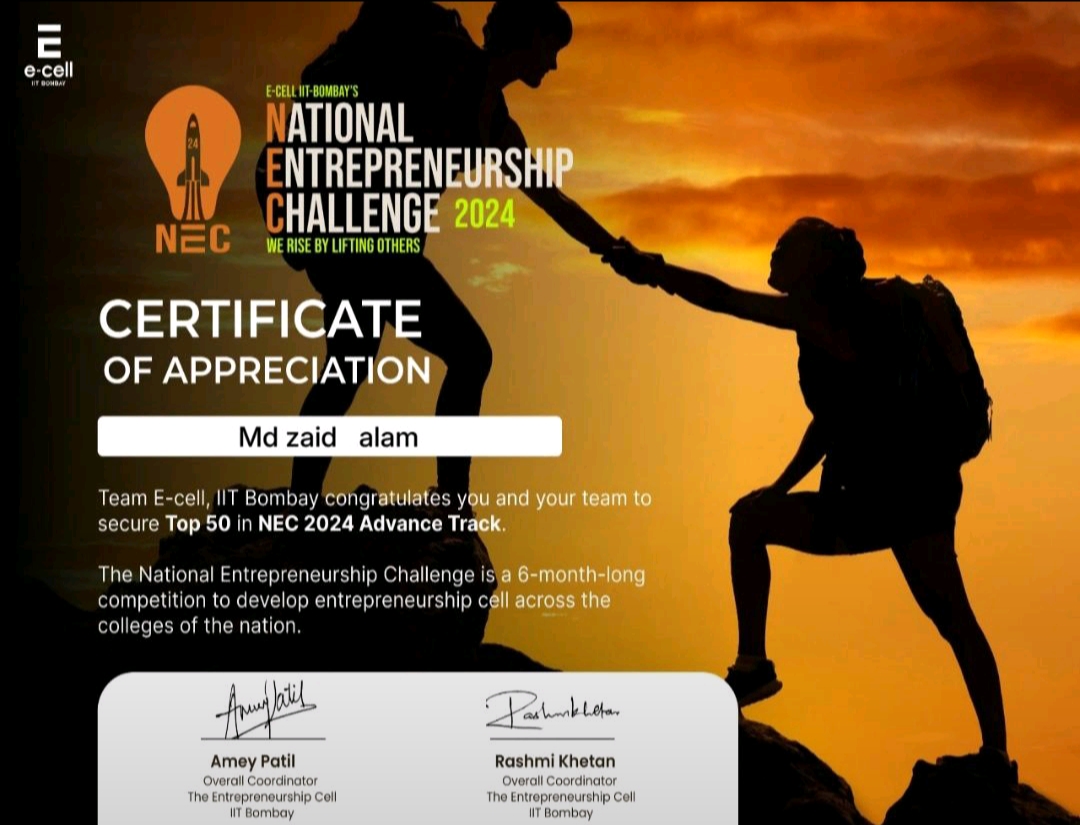 e-cell
IIT BOMBAY
E-CELL IIT-BOMBAY'S
NATIONAL
ENTREPRENEURSHIP
CHALLENGE 2024
WE RISE BY LIFTING OTHERS
24
NEC
CERTIFICATE
OF APPRECIATION
Md zaid alam
Team E-cell, IIT Bombay congratulates you and your team to
secure Top 50 in NEC 2024 Advance Track.
The National Entrepreneurship Challenge is a 6-month-long
competition to develop entrepreneurship cell across the
colleges of the nation.
Amey Patil
Rashmi Khetan
Amey Patil
Overall Coordinator
The Entrepreneurship Cell
IIT Bombay
Rashmi Khetan
Overall Coordinator
The Entrepreneurship Cell
IIT Bombay